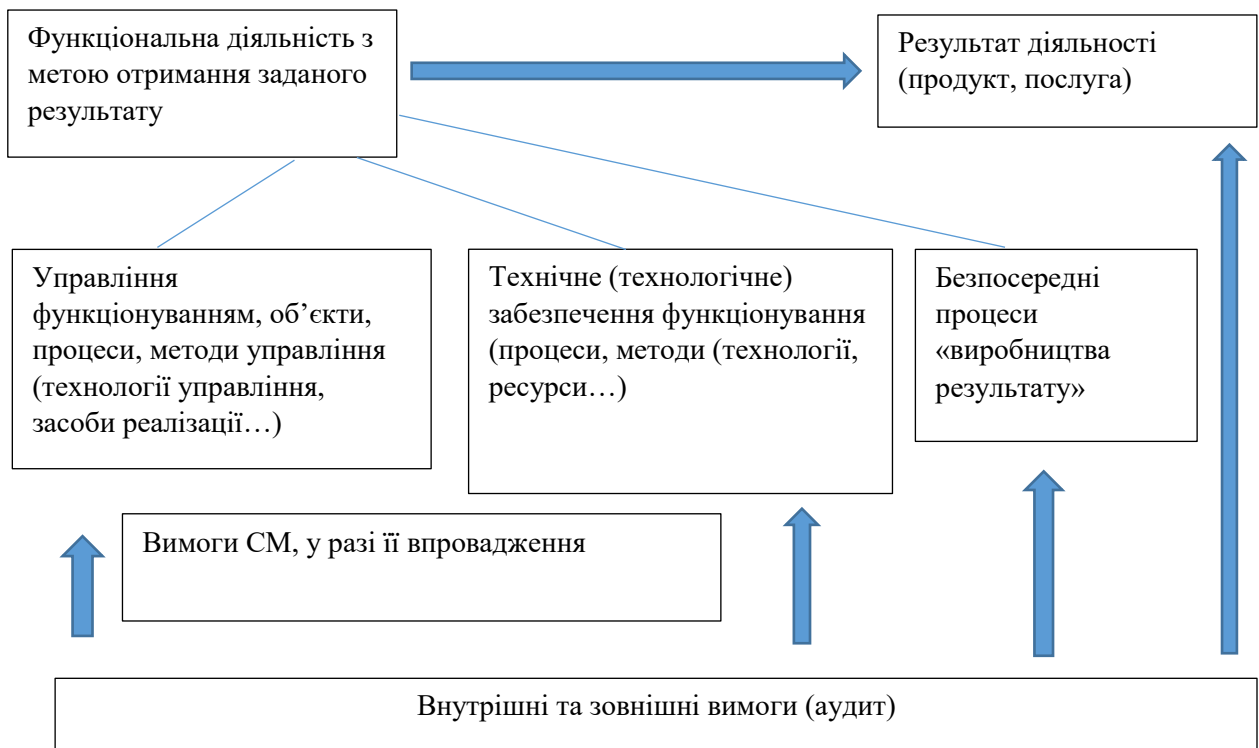 Функціональна діяльність з
метою отримання заданого
результату
Результат діяльності
(продукт, послуга)
Управління
функціонуванням, об’єкти,
процеси, методи управління
(технології управління,
засоби реалізації…)
Технічне (технологічне)
забезпечення функціонування
(процеси, методи (технології,
ресурси…)
Безпосередні
процеси
«виробництва
результату»
Вимоги СМ, у разі її впровадження
Внутрішні та зовнішні вимоги (аудит)